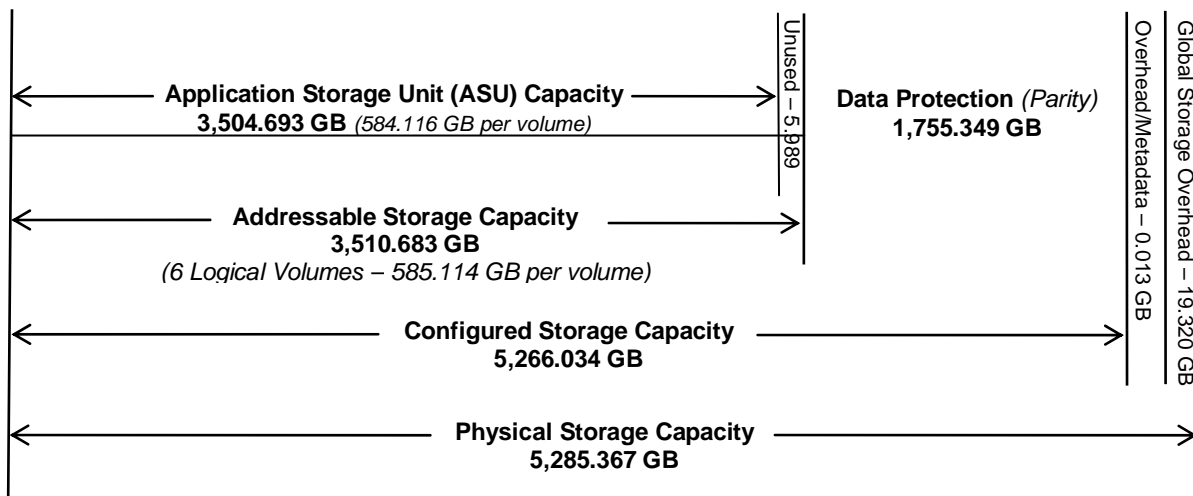 Application Storage Unit (ASU) Capacity
3,504.693 GB (584.116 GB per volume)
Unused – 5.989
Data Protection (Parity)
1,755.349 GB
Overhead/Metadata – 0.013 GB
Global Storage Overhead – 19.320 GB
Addressable Storage Capacity
3,510.683 GB
(6 Logical Volumes – 585.114 GB per volume)
Configured Storage Capacity
5,266.034 GB
Physical Storage Capacity
5,285.367 GB